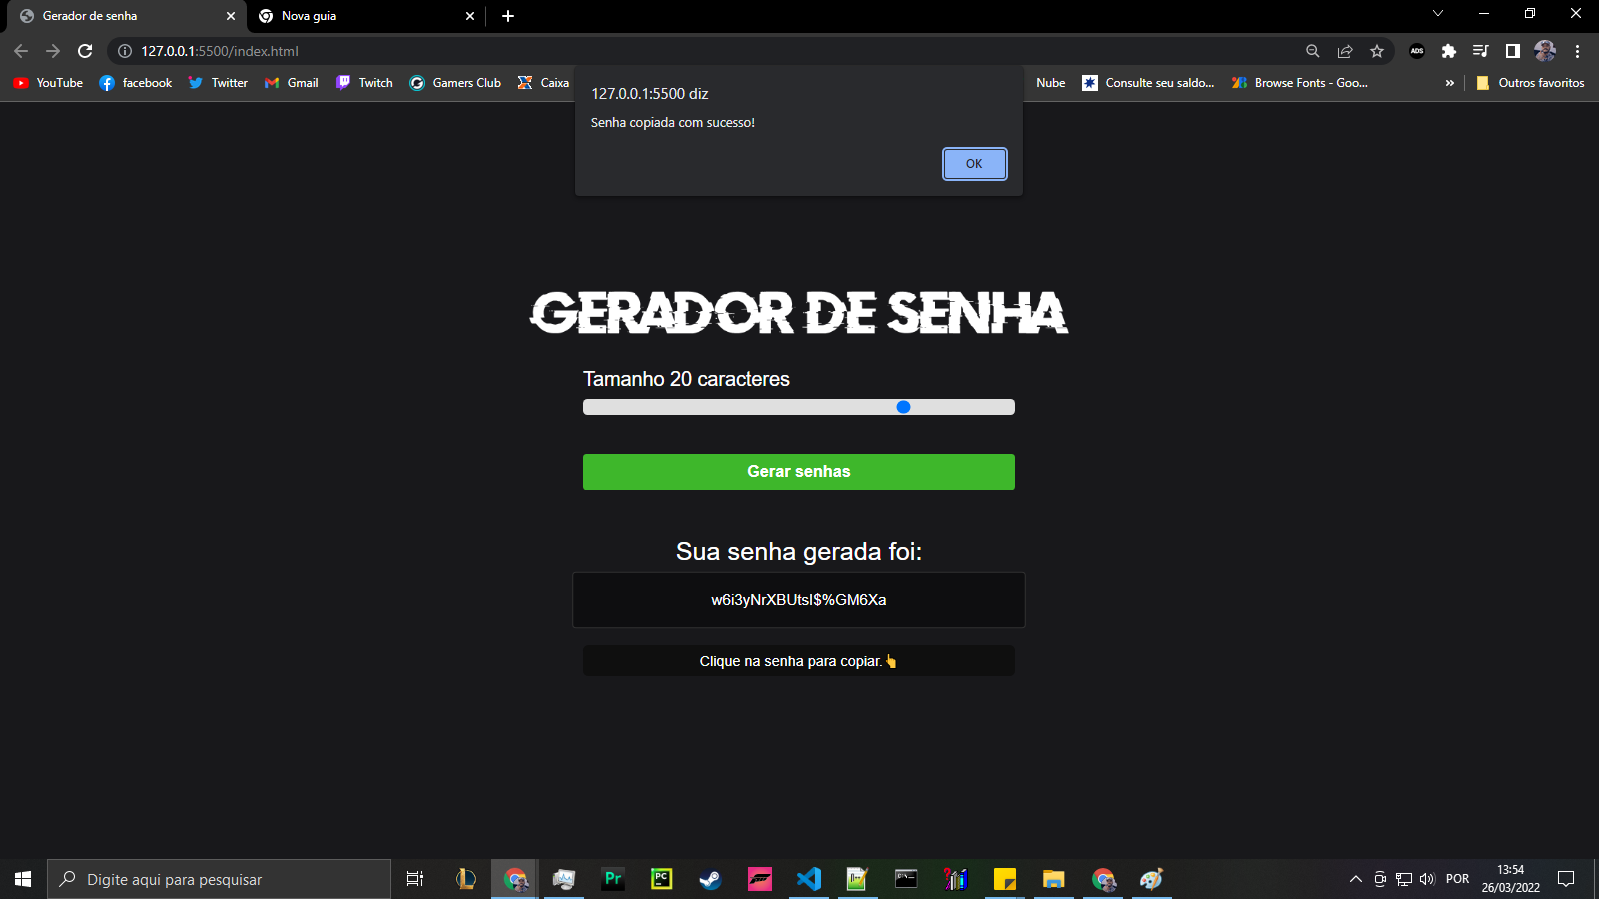 Gerador de senha
Nova guia
127.0.0.1:5500/index.html
ADS
YouTube
facebook
Twitter
Gmail
Twitch
Gamers Club
Caixa
Nube
Consulte seu saldo...
Browse Fonts - Goo...
»
Outros favoritos
127.0.0.1:5500 diz
Senha copiada com sucesso!
OK
GERADOR DE SENHA
Tamanho 20 caracteres
Gerar senhas
Sua senha gerada foi:
w6i3yNrXBUtsI$%GM6Xa
Clique na senha para copiar.👆
Digite aqui para pesquisar
L
Pr
PC
POR
13:54
26/03/2022